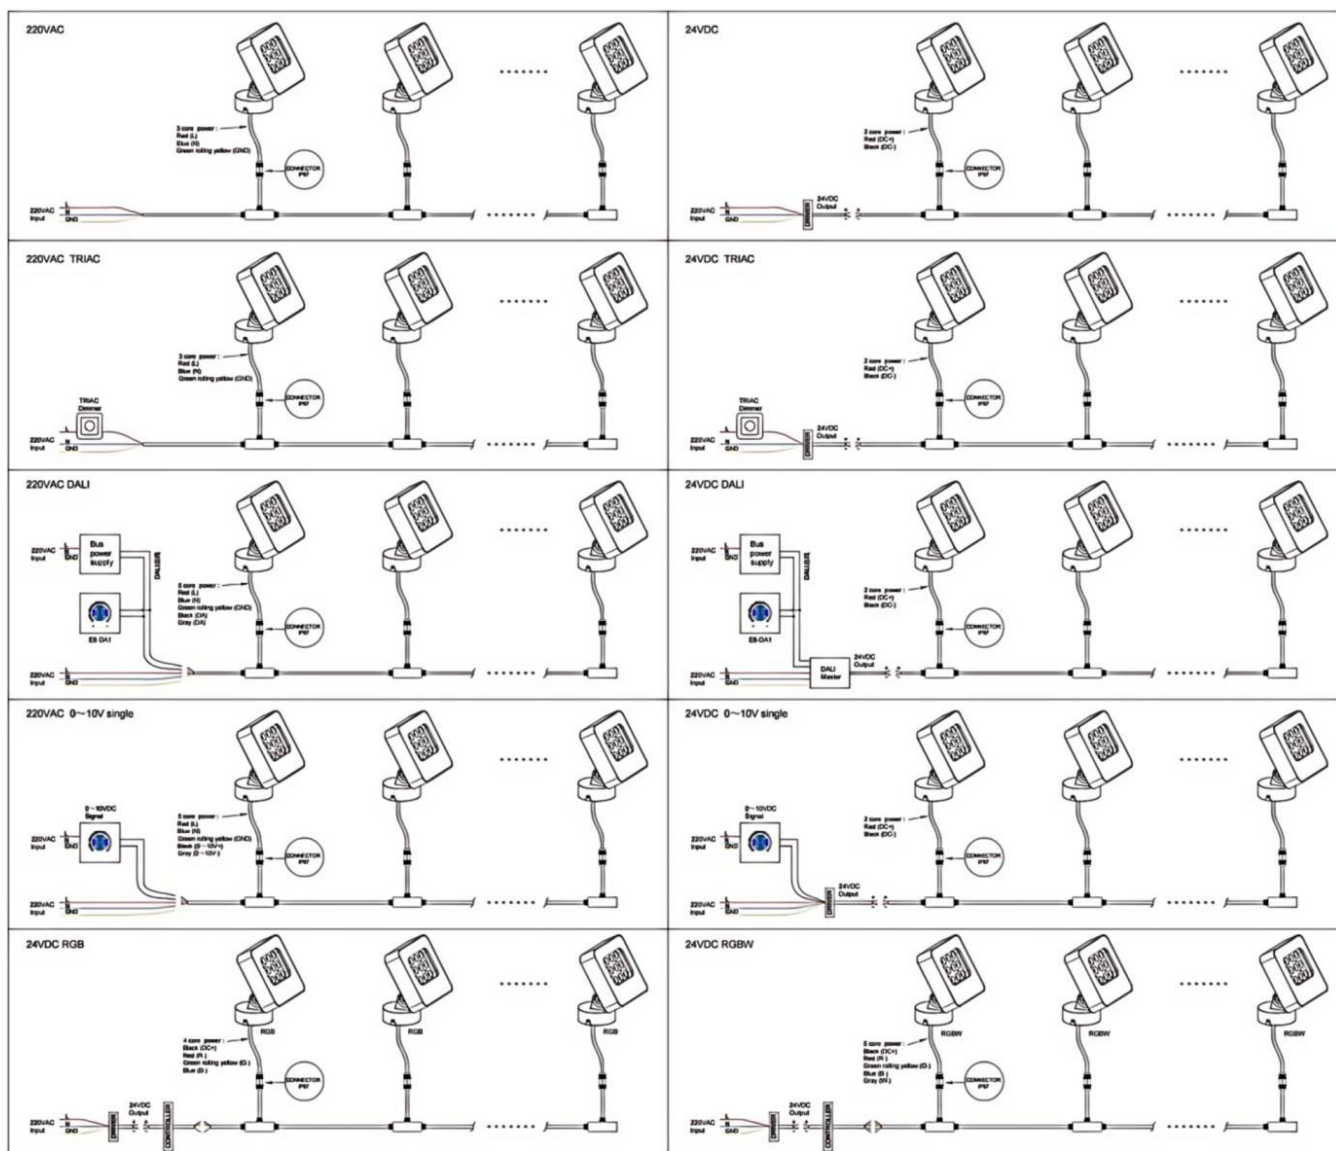 220VAC
3 core power :
Red (L)
Blue (N)
Green rolling yellow (GND)
CONNECTOR
IP67
220VAC
Input
L
N
GND
24VDC
2 core power :
Red (DC+)
Black (DC-)
CONNECTOR
IP67
220VAC
Input
L
N
GND
DRIVER
24VDC
Output
220VAC TRIAC
3 core power :
Red (L)
Blue (N)
Green rolling yellow (GND)
CONNECTOR
IP67
TRIAC
Dimmer
220VAC
Input
L
N
GND
24VDC TRIAC
2 core power :
Red (DC+)
Black (DC-)
CONNECTOR
IP67
TRIAC
Dimmer
220VAC
Input
L
N
GND
DRIVER
24VDC
Output
220VAC DALI
220VAC
Input
L
N
GND
Bus
power
supply
DALI BUS
E8-DA1
5 core power :
Red (L)
Blue (N)
Green rolling yellow (GND)
Black (DA)
Gray (DA)
CONNECTOR
IP67
220VAC
Input
L
N
GND
24VDC DALI
220VAC
Input
L
N
GND
Bus
power
supply
DALI BUS
E8-DA1
2 core power :
Red (DC+)
Black (DC-)
CONNECTOR
IP67
220VAC
Input
L
N
GND
DALI
Master
24VDC
Output
220VAC 0~10V single
0~10VDC
Signal
220VAC
Input
L
N
GND
5 core power :
Red (L)
Blue (N)
Green rolling yellow (GND)
Black (0~10V+)
Gray (0~10V-)
CONNECTOR
IP67
220VAC
Input
L
N
GND
24VDC 0~10V single
0~10VDC
Signal
220VAC
Input
L
N
GND
2 core power :
Red (DC+)
Black (DC-)
CONNECTOR
IP67
220VAC
Input
L
N
GND
DRIVER
24VDC
Output
24VDC RGB
RGB
RGB
RGB
4 core power :
Black (DC+)
Red (R-)
Green rolling yellow (G-)
Blue (B-)
CONNECTOR
IP67
220VAC
Input
L
N
GND
DRIVER
24VDC
Output
CONTROLLER
24VDC RGBW
RGBW
RGBW
RGBW
5 core power :
Black (DC+)
Red (R-)
Green rolling yellow (G-)
Blue (B-)
Gray (W-)
CONNECTOR
IP67
220VAC
Input
L
N
GND
DRIVER
24VDC
Output
CONTROLLER